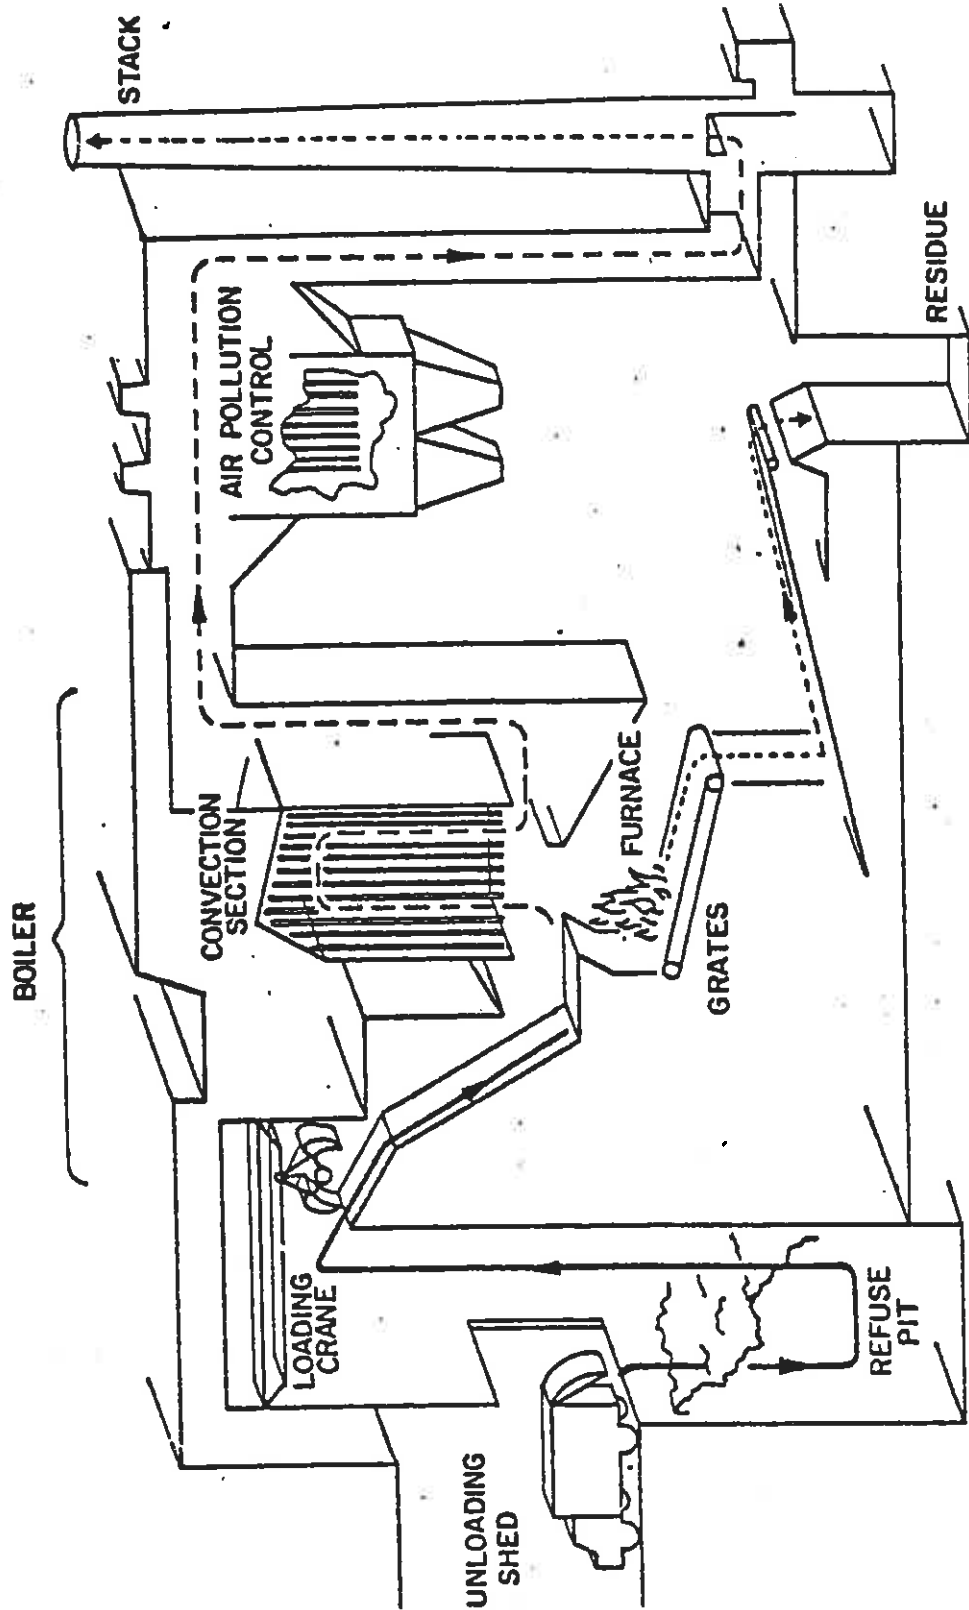 BOILER
STACK
CONVECTION
SECTION
AIR POLLUTION
CONTROL
LOADING
CRANE
UNLOADING
SHED
REFUSE
PIT
GRATES
FURNACE
RESIDUE